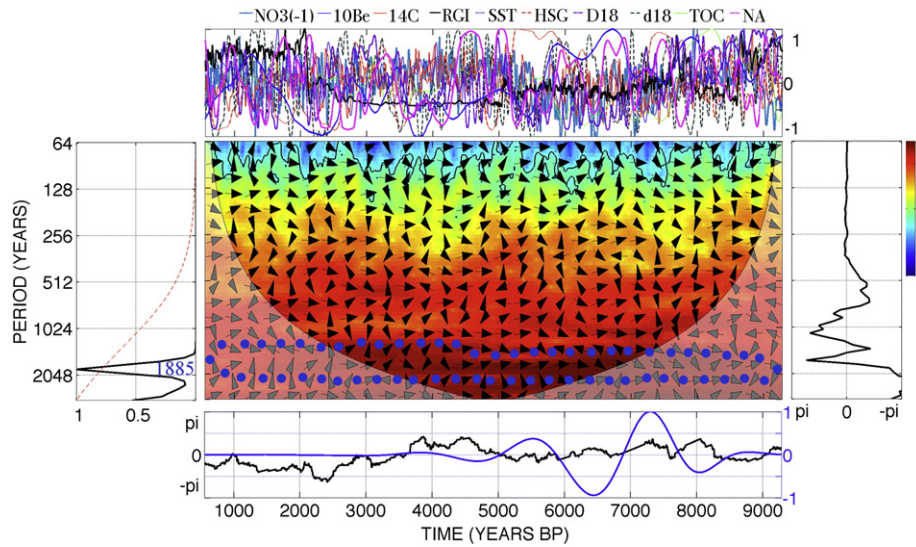 NO3(-1) 10Be 14C RGI SST HSG D18 d18 TOC NA
1
0
-1
64
128
256
512
1024
2048
PERIOD (YEARS)
1885
1 0.5
pi 0 -pi
pi
0
-pi
1
0
-1
1000 2000 3000 4000 5000 6000 7000 8000 9000
TIME (YEARS BP)